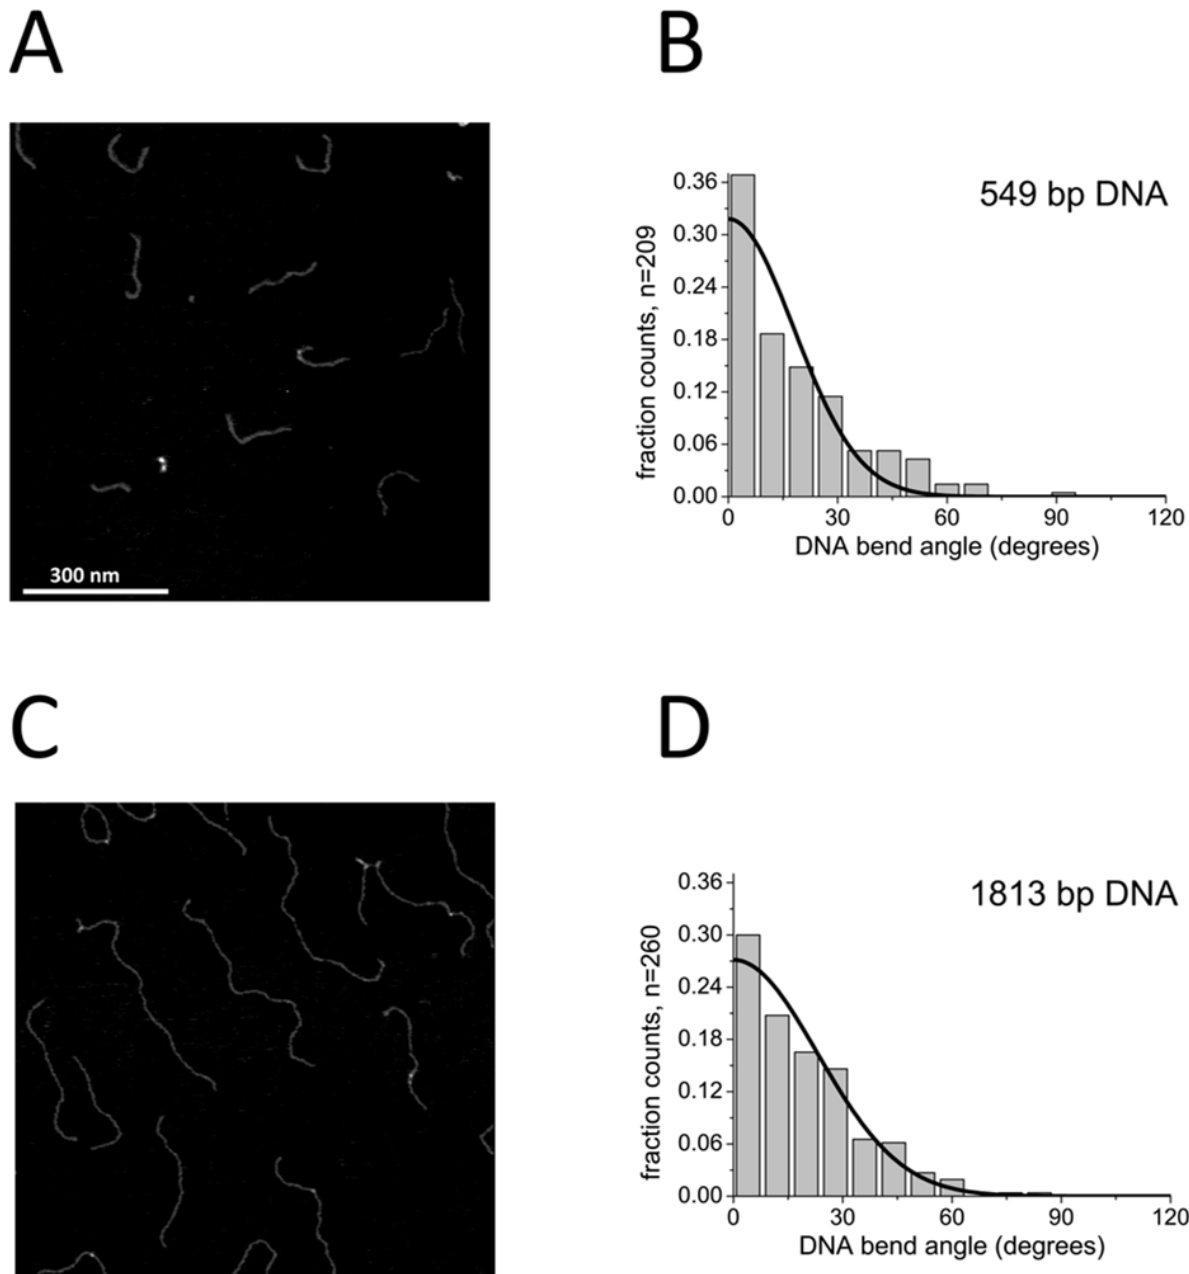 A
B
300 nm
549 bp DNA
fraction counts, n=209
0.36
0.30
0.24
0.18
0.12
0.06
0.00
0 30 60 90 120
DNA bend angle (degrees)
C
D
1813 bp DNA
fraction counts, n=260
0.36
0.30
0.24
0.18
0.12
0.06
0.00
0 30 60 90 120
DNA bend angle (degrees)